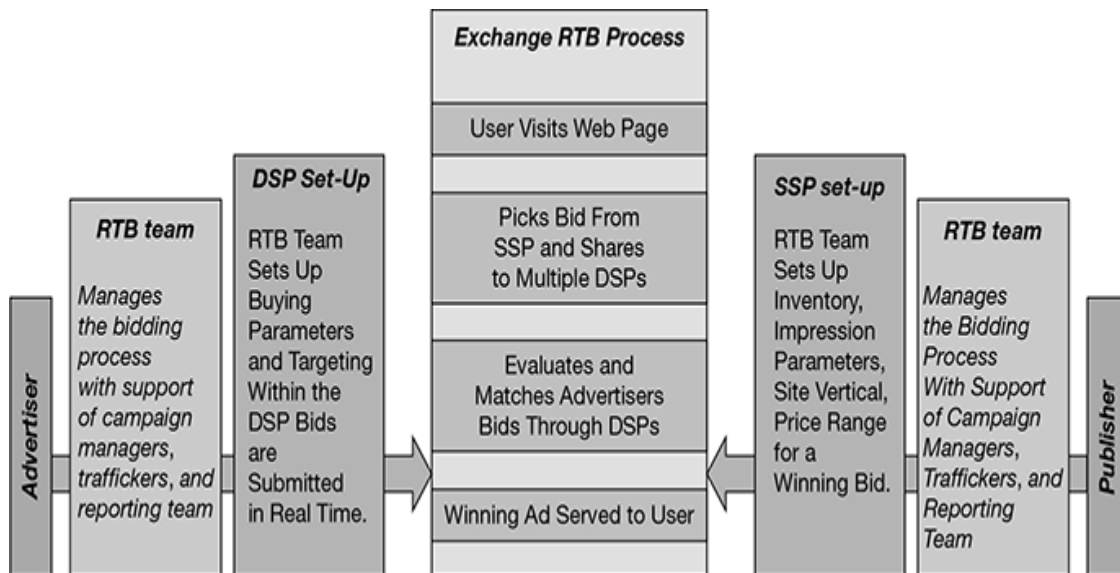 Advertiser
RTB team
Manages
the bidding
process
with support
of campaign
managers,
traffickers, and
reporting team
DSP Set-Up
RTB Team
Sets Up
Buying
Parameters
and Targeting
Within the
DSP Bids
are
Submitted
in Real Time.
Exchange RTB Process
User Visits Web Page
Picks Bid From
SSP and Shares
to Multiple DSPs
Evaluates and
Matches Advertisers
Bids Through DSPs
Winning Ad Served to User
SSP set-up
RTB Team
Sets Up
Inventory,
Impression
Parameters,
Site Vertical,
Price Range
for a
Winning Bid.
RTB team
Manages
the Bidding
Process
With Support
of Campaign
Managers,
Traffickers, and
Reporting
Team
Publisher